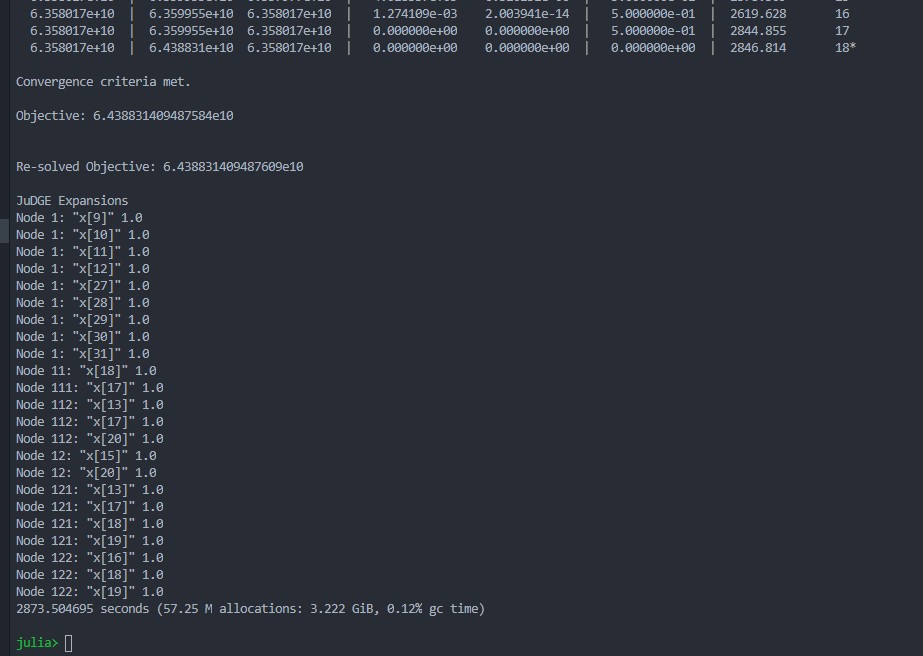 6.358017e+10 | 6.359955e+10 6.358017e+10 | 1.274109e-03 2.003941e-14 | 5.000000e-01 | 2619.628 16
6.358017e+10 | 6.359955e+10 6.358017e+10 | 0.000000e+00 0.000000e+00 | 5.000000e-01 | 2844.855 17
6.358017e+10 | 6.438831e+10 6.358017e+10 | 0.000000e+00 0.000000e+00 | 0.000000e+00 | 2846.814 18*
Convergence criteria met.
Objective: 6.438831409487584e10
Re-solved Objective: 6.438831409487609e10
JuDGE Expansions
Node 1: "x[9]" 1.0
Node 1: "x[10]" 1.0
Node 1: "x[11]" 1.0
Node 1: "x[12]" 1.0
Node 1: "x[27]" 1.0
Node 1: "x[28]" 1.0
Node 1: "x[29]" 1.0
Node 1: "x[30]" 1.0
Node 1: "x[31]" 1.0
Node 11: "x[18]" 1.0
Node 111: "x[17]" 1.0
Node 112: "x[13]" 1.0
Node 112: "x[17]" 1.0
Node 112: "x[20]" 1.0
Node 12: "x[15]" 1.0
Node 12: "x[20]" 1.0
Node 121: "x[13]" 1.0
Node 121: "x[17]" 1.0
Node 121: "x[18]" 1.0
Node 121: "x[19]" 1.0
Node 122: "x[16]" 1.0
Node 122: "x[18]" 1.0
Node 122: "x[19]" 1.0
2873.504695 seconds (57.25 M allocations: 3.222 GiB, 0.12% gc time)
julia>